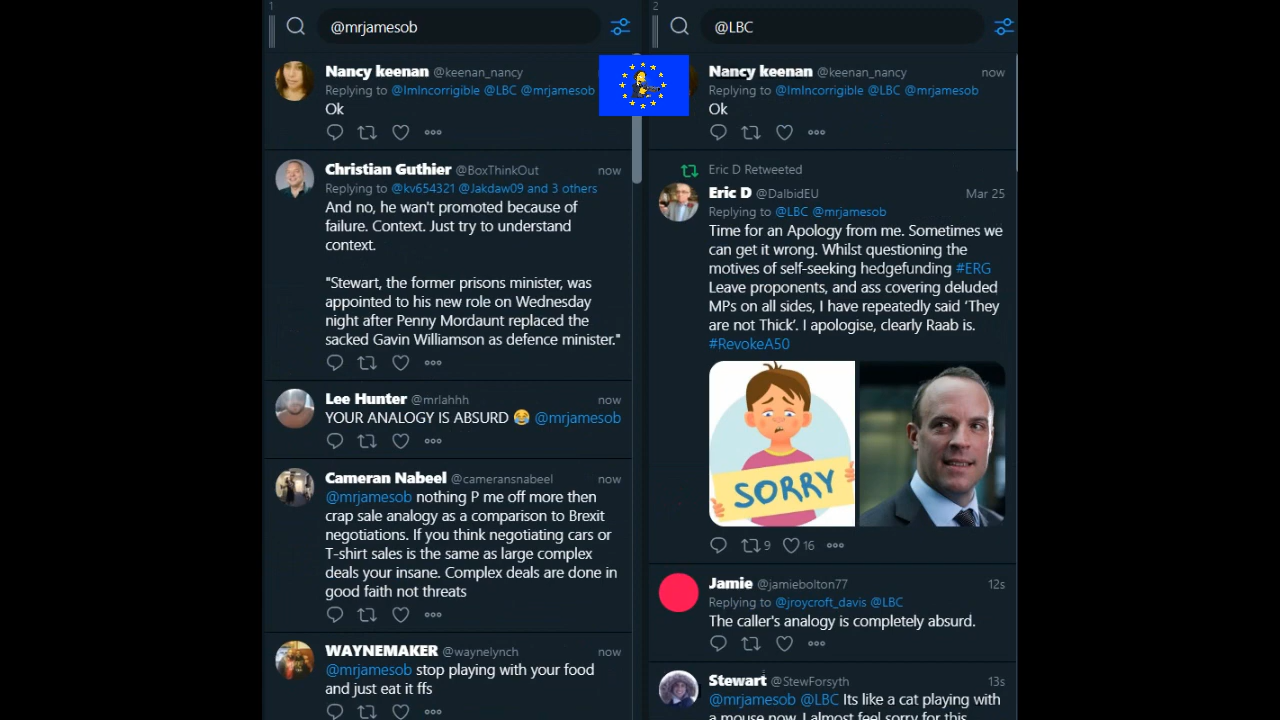 1
@mrjamesob
Nancy keenan @keenan_nancy
Replying to @ImIncorrigible @LBC @mrjamesob
Ok
Christian Guthier @BoxThinkOut now
Replying to @kv654321 @Jakdaw09 and 3 others
And no, he wan't promoted because of
failure. Context. Just try to understand
context.
"Stewart, the former prisons minister, was
appointed to his new role on Wednesday
night after Penny Mordaunt replaced the
sacked Gavin Williamson as defence minister."
Lee Hunter @mrlahhh now
YOUR ANALOGY IS ABSURD 😂 @mrjamesob
Cameran Nabeel @cameransnabeel now
@mrjamesob nothing P me off more then
crap sale analogy as a comparison to Brexit
negotiations. If you think negotiating cars or
T-shirt sales is the same as large complex
deals your insane. Complex deals are done in
good faith not threats
WAYNEMAKER @waynelynch now
@mrjamesob stop playing with your food
and just eat it ffs
2
@LBC
Nancy keenan @keenan_nancy now
Replying to @ImIncorrigible @LBC @mrjamesob
Ok
Eric D Retweeted
Eric D @DalbidEU Mar 25
Replying to @LBC @mrjamesob
Time for an Apology from me. Sometimes we
can get it wrong. Whilst questioning the
motives of self-seeking hedgefunding #ERG
Leave proponents, and ass covering deluded
MPs on all sides, I have repeatedly said 'They
are not Thick'. I apologise, clearly Raab is.
#RevokeA50
SORRY
9 16
Jamie @jamiebolton77 12s
Replying to @jroycroft_davis @LBC
The caller's analogy is completely absurd.
Stewart @StewForsyth 13s
@mrjamesob @LBC Its like a cat playing with
a mouse now. I almost feel sorry for this